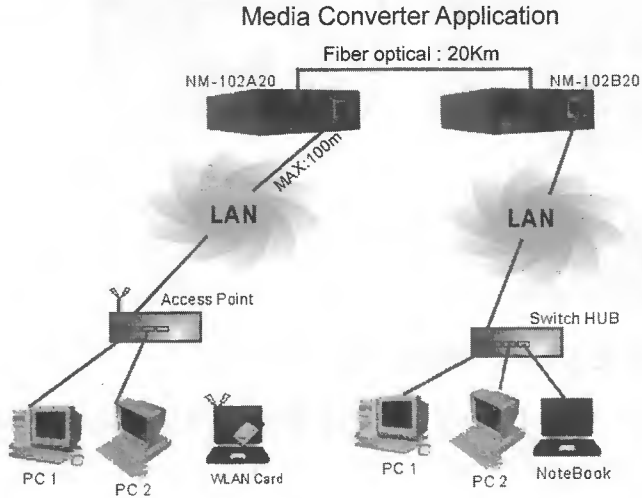 Media Converter Application
Fiber optical : 20Km
NM-102A20
NM-102B20
MAX:100m
LAN
LAN
Access Point
Switch HUB
PC 1
PC 2
WLAN Card
PC 1
PC 2
NoteBook